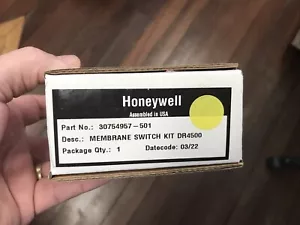 Honeywell
Assembled in USA
Part No.: 30754957-501
Desc.: MEMBRANE SWITCH KIT DR4500
Package Qty.: 1 Datecode: 03/22